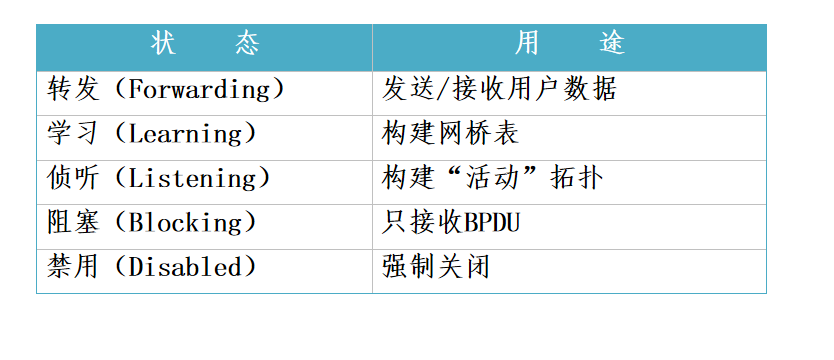 状 态 用 途
转发（Forwarding） 发送/接收用户数据
学习（Learning） 构建网桥表
侦听（Listening） 构建“活动”拓扑
阻塞（Blocking） 只接收BPDU
禁用（Disabled） 强制关闭